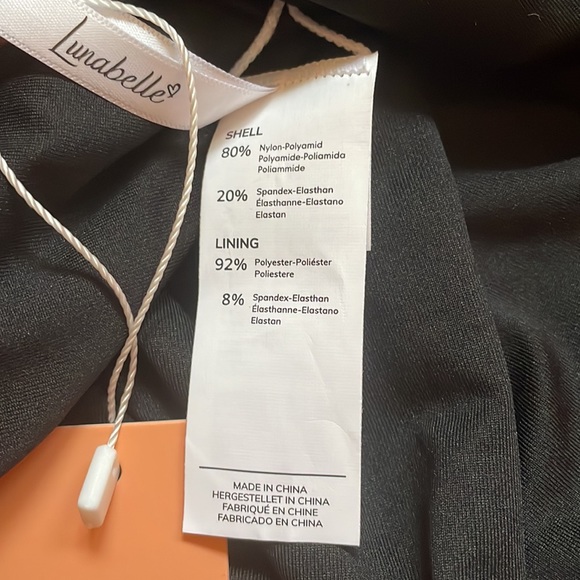 Lunabelle
SHELL
80% Nylon-Polyamid
Polyamide-Poliamida
Poliammide
20% Spandex-Elasthan
Élasthanne-Elastano
Elastan
LINING
92% Polyester-Poliéster
Poliestere
8% Spandex-Elasthan
Élasthanne-Elastano
Elastan
MADE IN CHINA
HERGESTELLET IN CHINA
FABRIQUÉ EN CHINE
FABRICADO EN CHINA